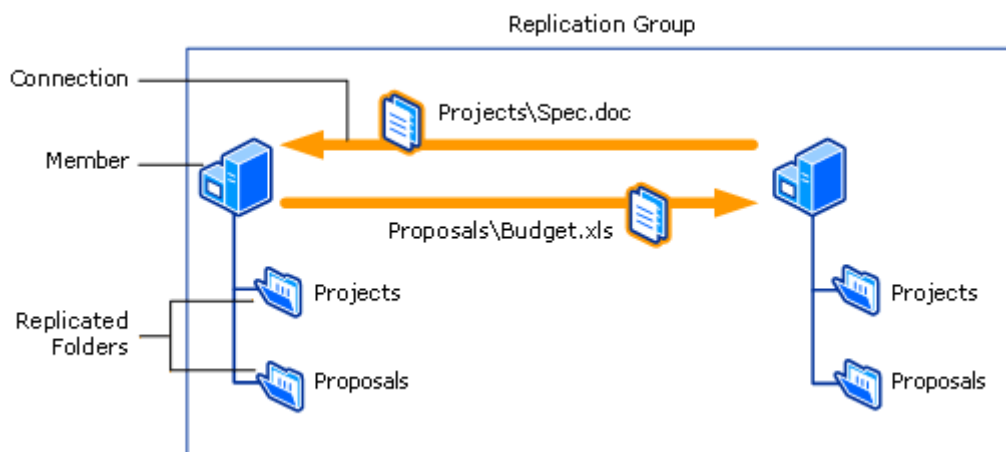 Replication Group
Connection
Projects\Spec.doc
Member
Proposals\Budget.xls
Projects
Projects
Replicated
Folders
Proposals
Proposals